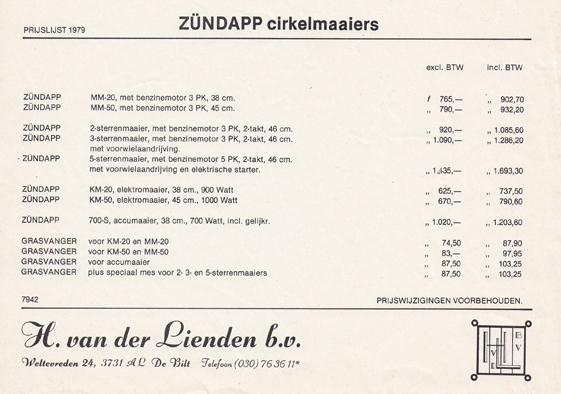 PRIJSLIJST 1979 ZÜNDAPP cirkelmaaiers
excl. BTW incl. BTW
ZÜNDAPP MM-20, met benzinemotor 3 PK, 38 cm. ƒ 765,— ,, 902,70
ZÜNDAPP MM-50, met benzinemotor 3 PK, 45 cm. ,, 790,— ,, 932,20
ZÜNDAPP 2-sterrenmaaier, met benzinemotor 3 PK, 2-takt, 46 cm. ,, 920,— ,, 1.085,60
ZÜNDAPP 3-sterrenmaaier, met benzinemotor 3 PK, 2-takt, 46 cm. ,, 1.090,— ,, 1.286,20
met voorwielaandrijving.
ZÜNDAPP 5-sterrenmaaier, met benzinemotor 5 PK, 2-takt, 46 cm.
met voorwielaandrijving en elektrische starter. ,, 1.435,— ,, 1.693,30
ZÜNDAPP KM-20, elektromaaier, 38 cm., 900 Watt ,, 625,— ,, 737,50
ZÜNDAPP KM-50, elektromaaier, 45 cm., 1000 Watt ,, 670,— ,, 790,60
ZÜNDAPP 700-S, accumaaier, 38 cm., 700 Watt, incl. gelijkr. ,, 1.020,— ,, 1.203,60
GRASVANGER voor KM-20 en MM-20 ,, 74,50 ,, 87,90
GRASVANGER voor KM-50 en MM-50 ,, 83,— ,, 97,95
GRASVANGER voor accumaaier ,, 87,50 ,, 103,25
GRASVANGER plus speciaal mes voor 2- 3- en 5-sterrenmaaiers ,, 87,50 ,, 103,25
7942 PRIJSWIJZIGINGEN VOORBEHOUDEN.
H. van der Lienden b.v.
Weltevreden 24, 3731 AL De Bilt Telefoon (030) 76 36 11*
H V L B V